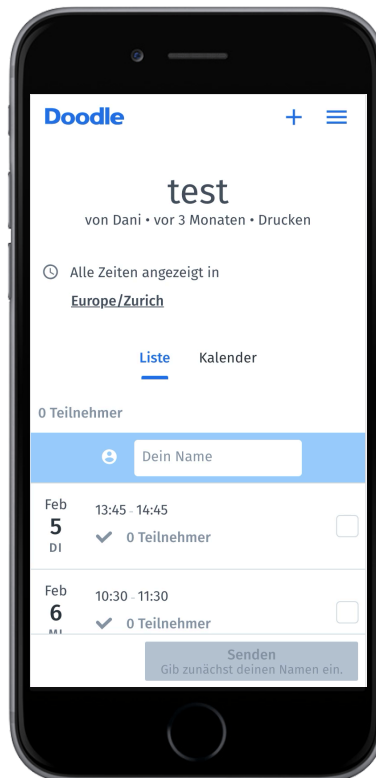 Doodle
test
von Dani • vor 3 Monaten • Drucken
Alle Zeiten angezeigt in
Europe/Zurich
Liste Kalender
0 Teilnehmer
Dein Name
Feb
5
DI
13:45 - 14:45
0 Teilnehmer
Feb
6
MI
10:30 - 11:30
0 Teilnehmer
Senden
Gib zunächst deinen Namen ein.